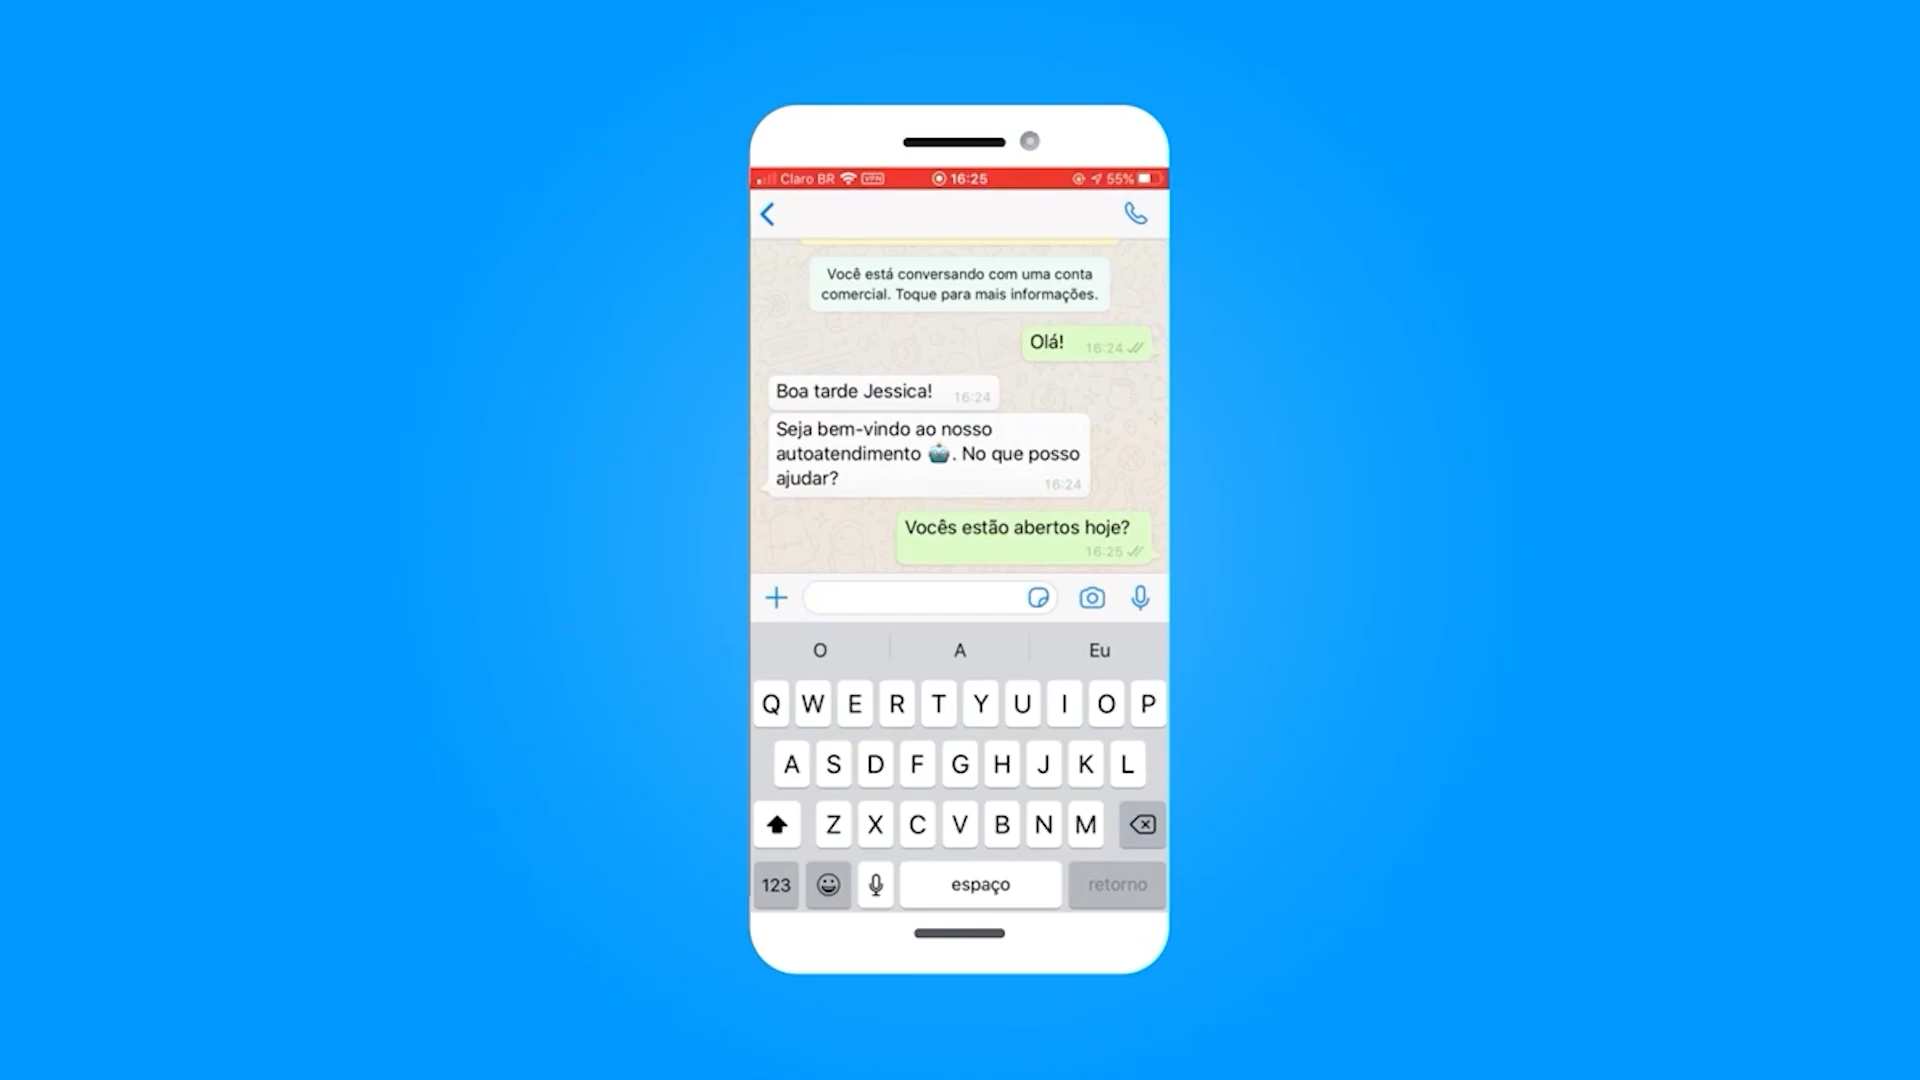 Claro BR VPN 16:25 55%
Você está conversando com uma conta
comercial. Toque para mais informações.
Olá! 16:24
Boa tarde Jessica! 16:24
Seja bem-vindo ao nosso
autoatendimento 🤖. No que posso
ajudar? 16:24
Vocês estão abertos hoje?
16:25
O A Eu
Q W E R T Y U I O P
A S D F G H J K L
Z X C V B N M
123 espaço retorno